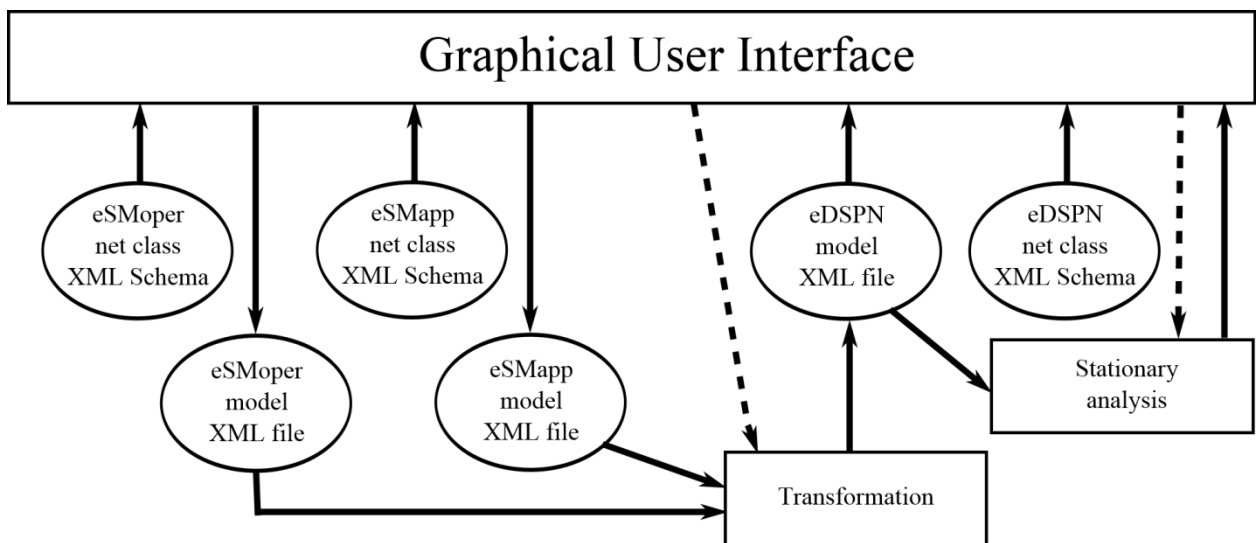 Graphical User Interface
eSMoper
net class
XML Schema
eSMapp
net class
XML Schema
eDSPN
model
XML file
eDSPN
net class
XML Schema
eSMoper
model
XML file
eSMapp
model
XML file
Stationary
analysis
Transformation